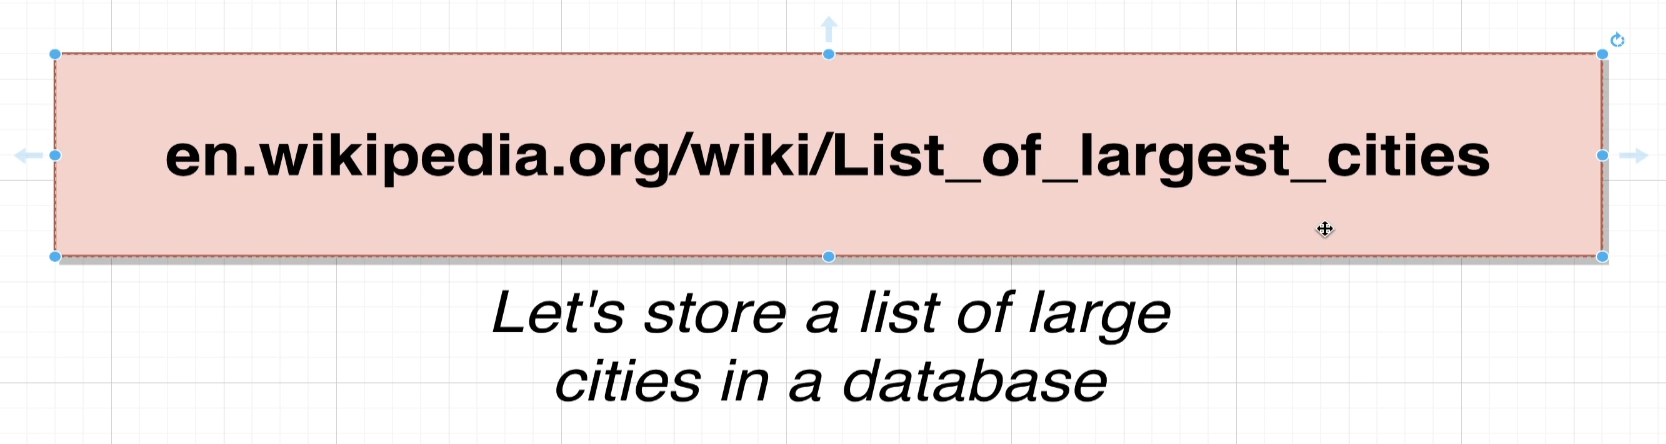 en.wikipedia.org/wiki/List_of_largest_cities
Let's store a list of large
cities in a database